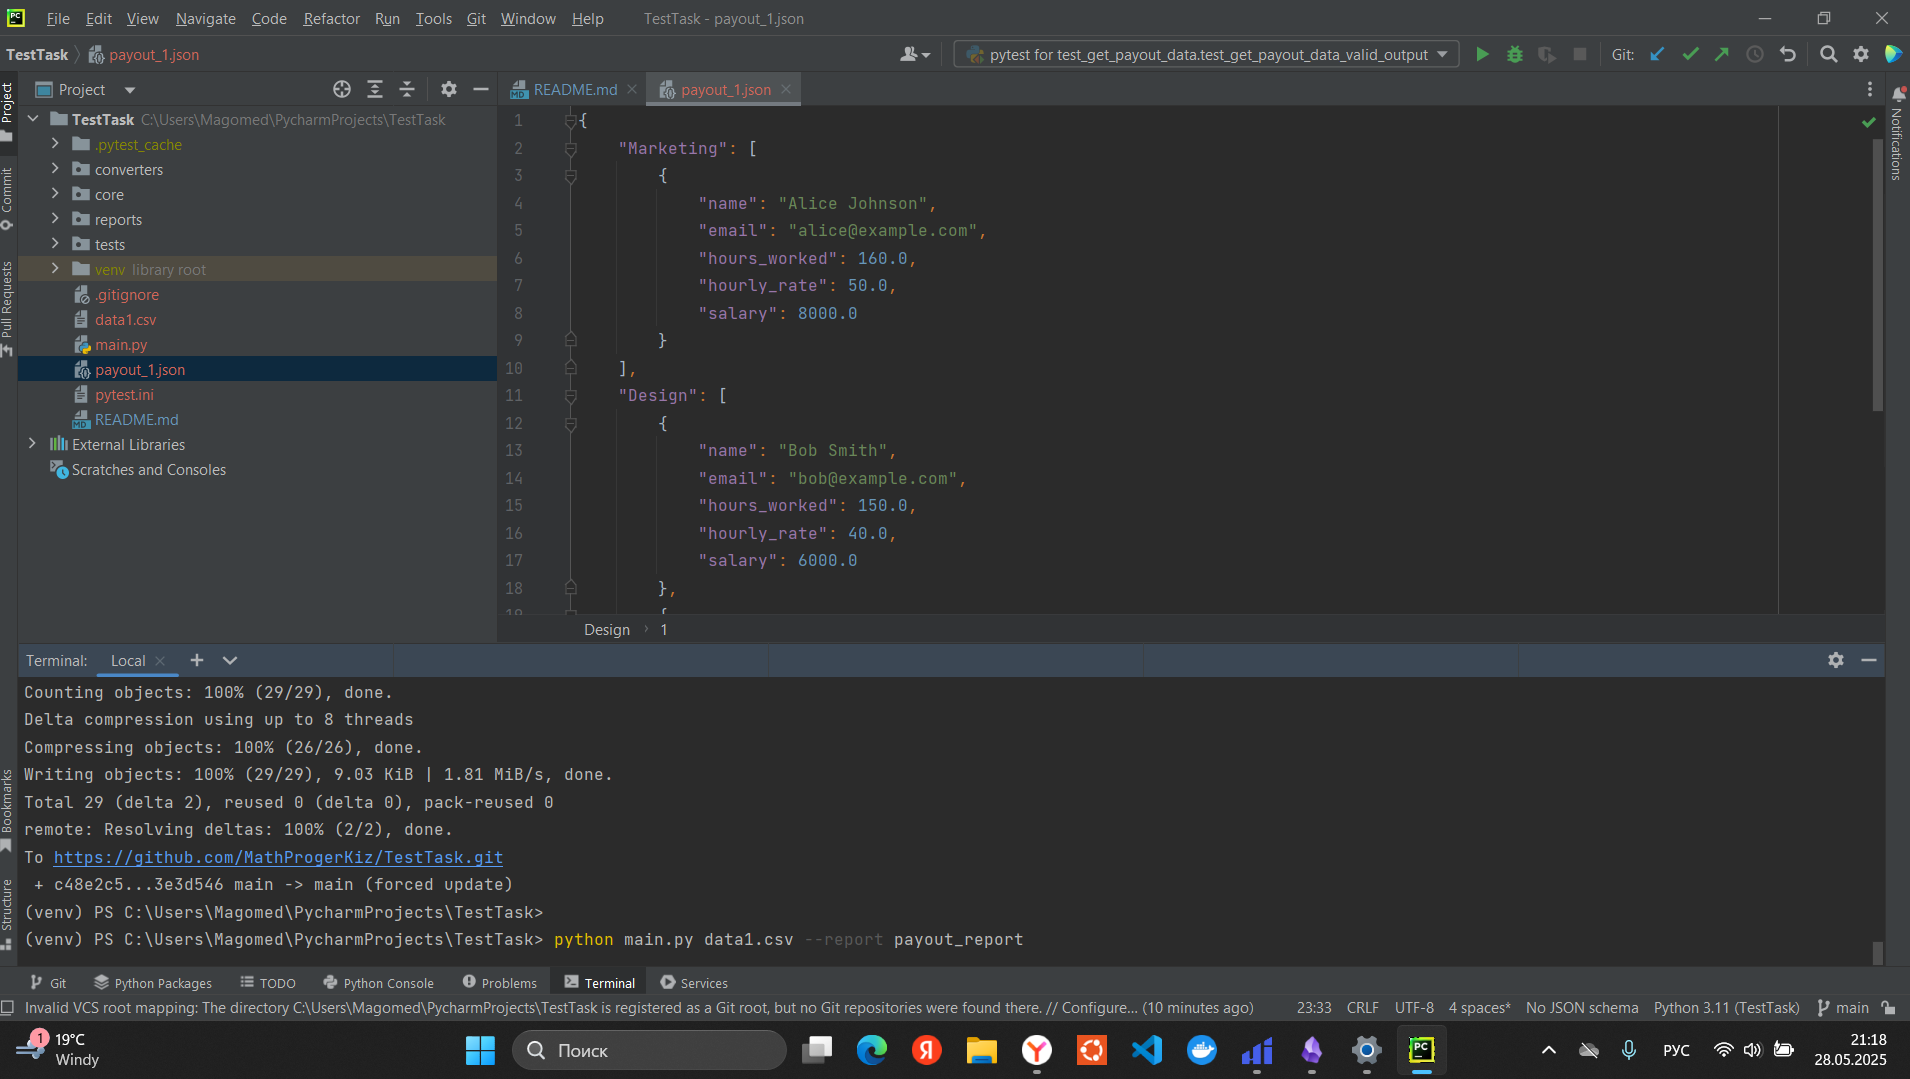 File Edit View Navigate Code Refactor Run Tools Git Window Help TestTask - payout_1.json
TestTask payout_1.json pytest for test_get_payout_data.test_get_payout_data_valid_output Git:
Project
README.md payout_1.json
TestTask C:\Users\Magomed\PycharmProjects\TestTask
.pytest_cache
converters
core
reports
tests
venv library root
.gitignore
data1.csv
main.py
payout_1.json
pytest.ini
README.md
External Libraries
Scratches and Consoles
Project
Commit
Pull Requests
Bookmarks
Structure
Notifications
1 {
2 "Marketing": [
3 {
4 "name": "Alice Johnson",
5 "email": "alice@example.com",
6 "hours_worked": 160.0,
7 "hourly_rate": 50.0,
8 "salary": 8000.0
9 }
10 ],
11 "Design": [
12 {
13 "name": "Bob Smith",
14 "email": "bob@example.com",
15 "hours_worked": 150.0,
16 "hourly_rate": 40.0,
17 "salary": 6000.0
18 },
19 {
Design › 1
Terminal: Local
Counting objects: 100% (29/29), done.
Delta compression using up to 8 threads
Compressing objects: 100% (26/26), done.
Writing objects: 100% (29/29), 9.03 KiB | 1.81 MiB/s, done.
Total 29 (delta 2), reused 0 (delta 0), pack-reused 0
remote: Resolving deltas: 100% (2/2), done.
To https://github.com/MathProgerKiz/TestTask.git
+ c48e2c5...3e3d546 main -> main (forced update)
(venv) PS C:\Users\Magomed\PycharmProjects\TestTask>
(venv) PS C:\Users\Magomed\PycharmProjects\TestTask> python main.py data1.csv --report payout_report
Git Python Packages TODO Python Console Problems Terminal Services
Invalid VCS root mapping: The directory C:\Users\Magomed\PycharmProjects\TestTask is registered as a Git root, but no Git repositories were found there. // Configure... (10 minutes ago) 23:33 CRLF UTF-8 4 spaces* No JSON schema Python 3.11 (TestTask) main
1 19°C
Windy
Поиск
РУС
21:18
28.05.2025